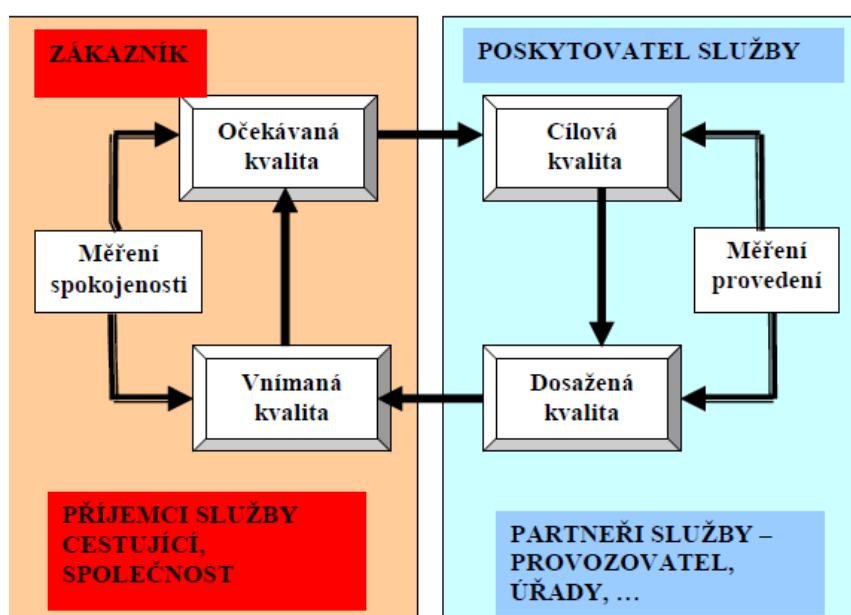 ZÁKAZNÍK
POSKYTOVATEL SLUŽBY
Očekávaná
kvalita
Cílová
kvalita
Měření
spokojenosti
Měření
provedení
Vnímaná
kvalita
Dosažená
kvalita
PŘÍJEMCI SLUŽBY
CESTUJÍCÍ,
SPOLEČNOST
PARTNEŘI SLUŽBY –
PROVOZOVATEL,
ÚŘADY, …